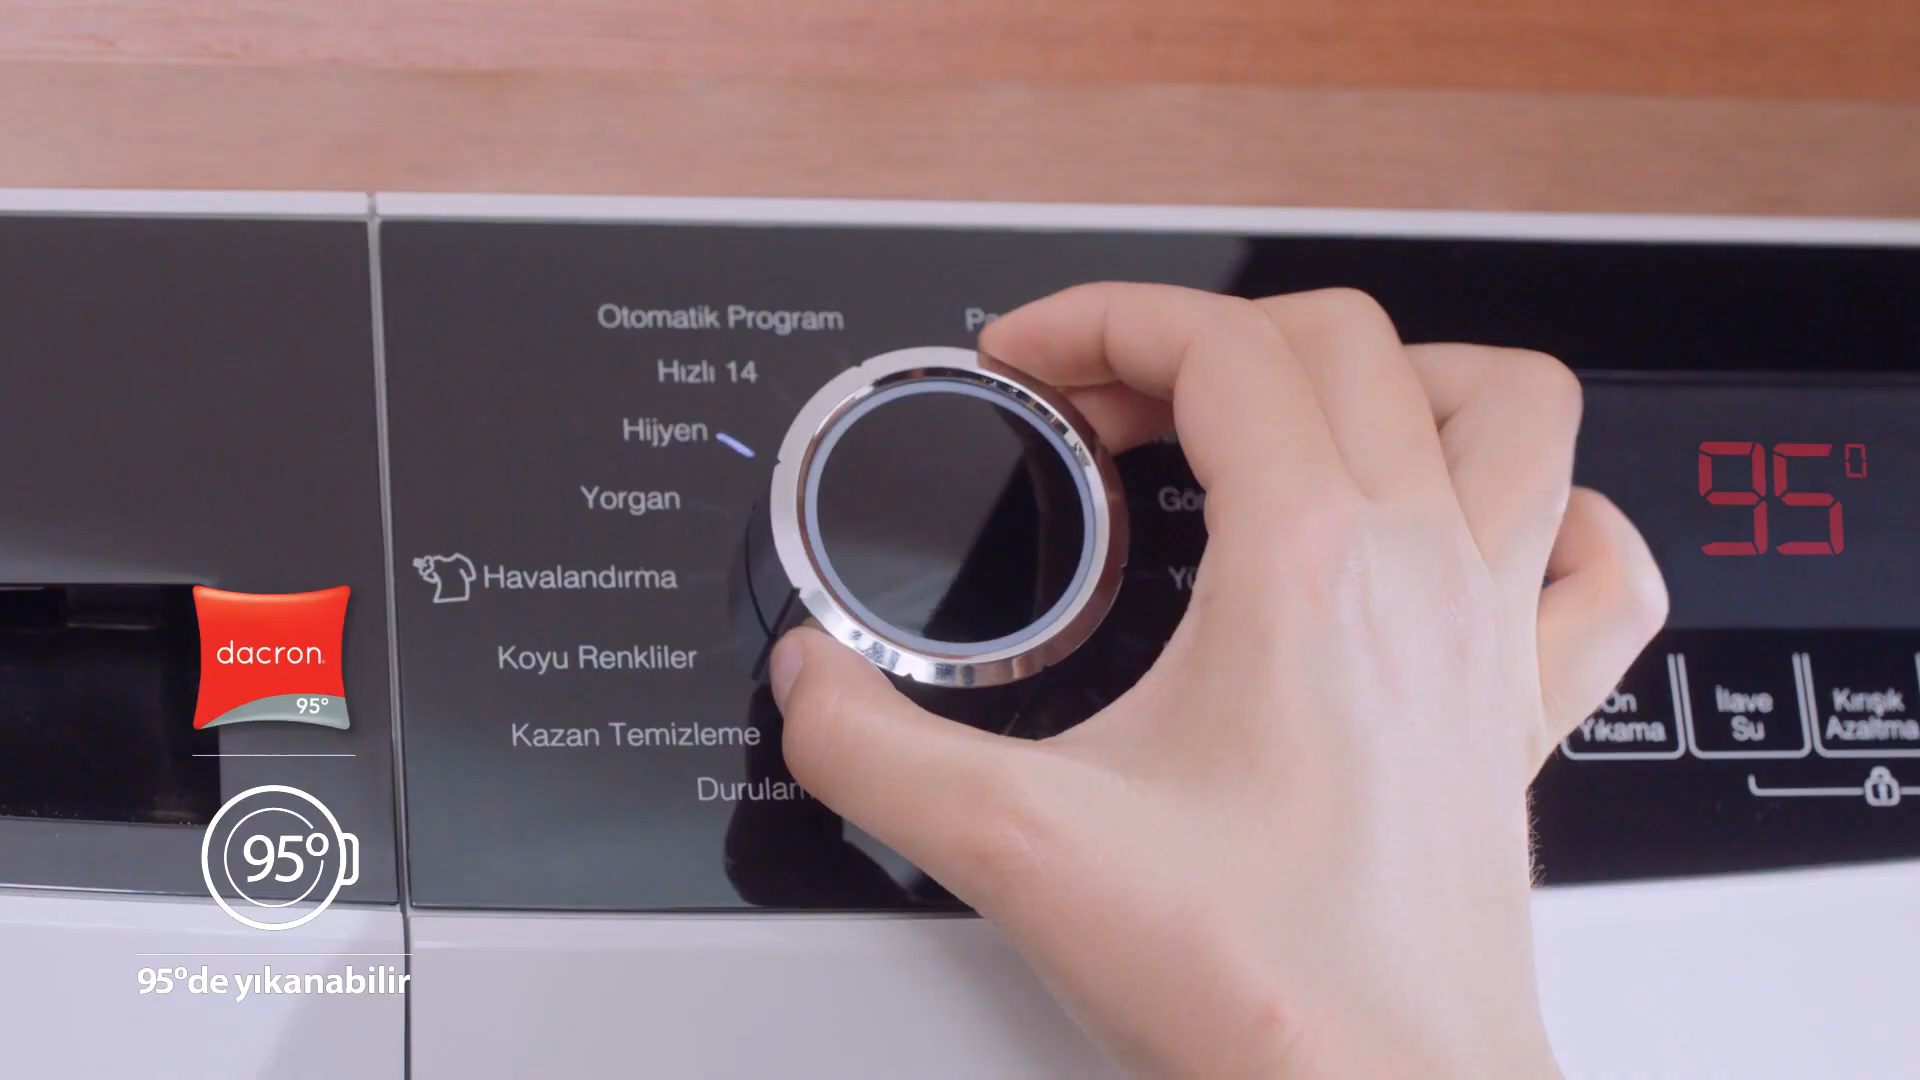 Otomatik Program
Hızlı 14
Hijyen
Yorgan
Havalandırma
Koyu Renkliler
Kazan Temizleme
95°
Ön
Yıkama
İlave
Su
Kırışık
Azaltma
dacron
95°
95°
95°de yıkanabilir